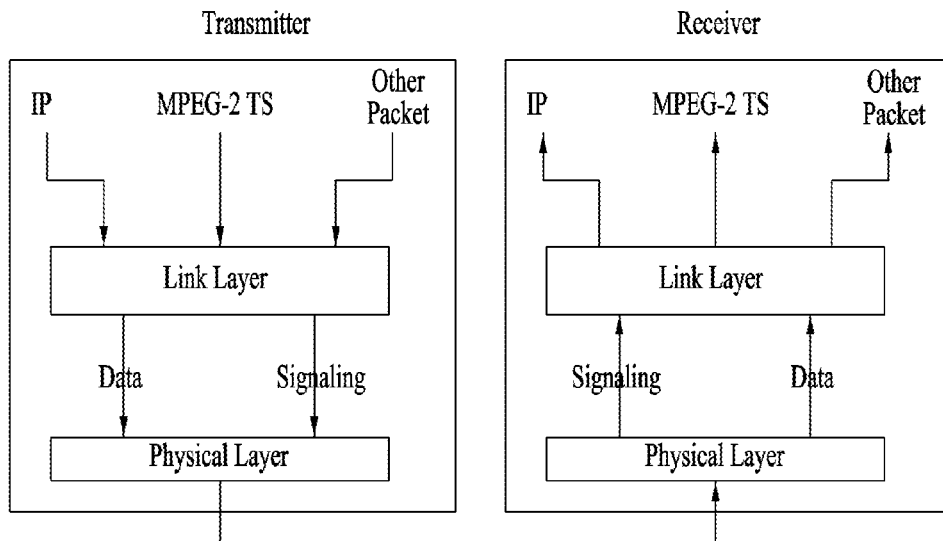 Transmitter
IP
MPEG-2 TS
Other
Packet
Link Layer
Data
Signaling
Physical Layer
Receiver
IP
MPEG-2 TS
Other
Packet
Link Layer
Signaling
Data
Physical Layer